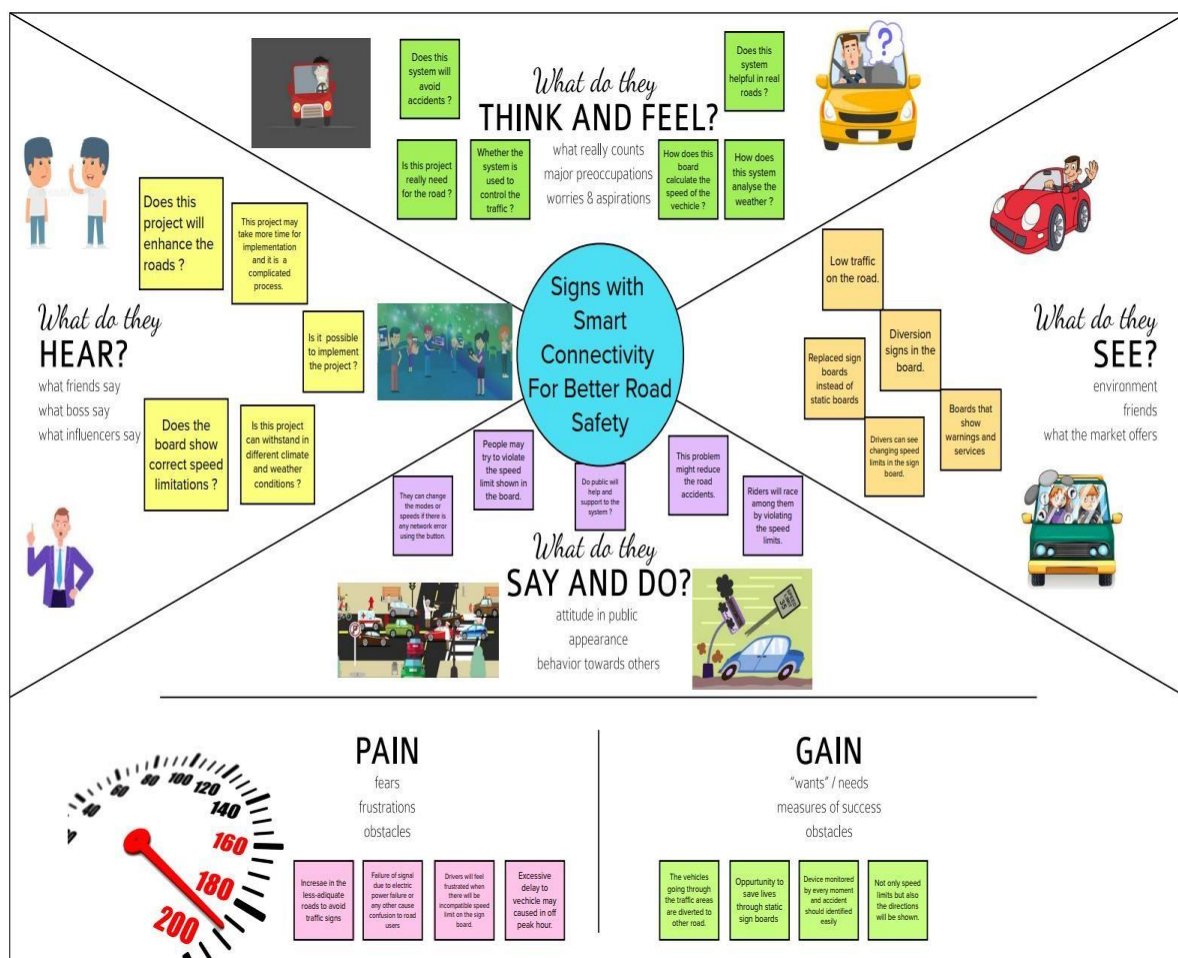 What do they
THINK AND FEEL?
what really counts
major preoccupations
worries & aspirations
Does this
system will
avoid
accidents ?
Does this
system
helpful in real
roads ?
Is this project
really need
for the road ?
Whether the
system is
used to
control the
traffic ?
How does this
board
calculate the
speed of the
vechicle ?
How does
this system
analyse the
weather ?
?
What do they
HEAR?
what friends say
what boss say
what influencers say
Does this
project will
enhance the
roads ?
This project may
take more time for
implementation
and it is a
complicated
process.
Is it possible
to implement
the project ?
Does the
board show
correct speed
limitations ?
Is this project
can withstand in
different climate
and weather
conditions ?
Signs with
Smart
Connectivity
For Better Road
Safety
What do they
SEE?
environment
friends
what the market offers
Low traffic
on the road.
Diversion
signs in the
board.
Replaced sign
boards
instead of
static boards
Boards that
show
warnings and
services
Drivers can see
changing speed
limits in the sign
board.
People may
try to violate
the speed
limit shown in
the board.
They can change
the modes or
speeds if there is
any network error
using the button.
Do public will
help and
support to the
system ?
This problem
might reduce
the road
accidents.
Riders will race
among them
by violating
the speed
limits.
What do they
SAY AND DO?
attitude in public
appearance
behavior towards others
PAIN
fears
frustrations
obstacles
Incresae in the
less-adiquate
roads to avoid
traffic signs
Failure of signal
due to electric
power failure or
any other cause
confusion to road
users
Drivers will feel
frustrated when
there will be
incompatible speed
limit on the sign
board.
Excessive
delay to
vechicle may
caused in off
peak hour.
40
60
80
100
120
140
160
180
200
GAIN
"wants" / needs
measures of success
obstacles
The vehicles
going through
the traffic areas
are diverted to
other road.
Oppurtunity to
save lives
through static
sign boards
Device monitored
by every moment
and accident
should identified
easily
Not only speed
limits but also
the directions
will be shown.